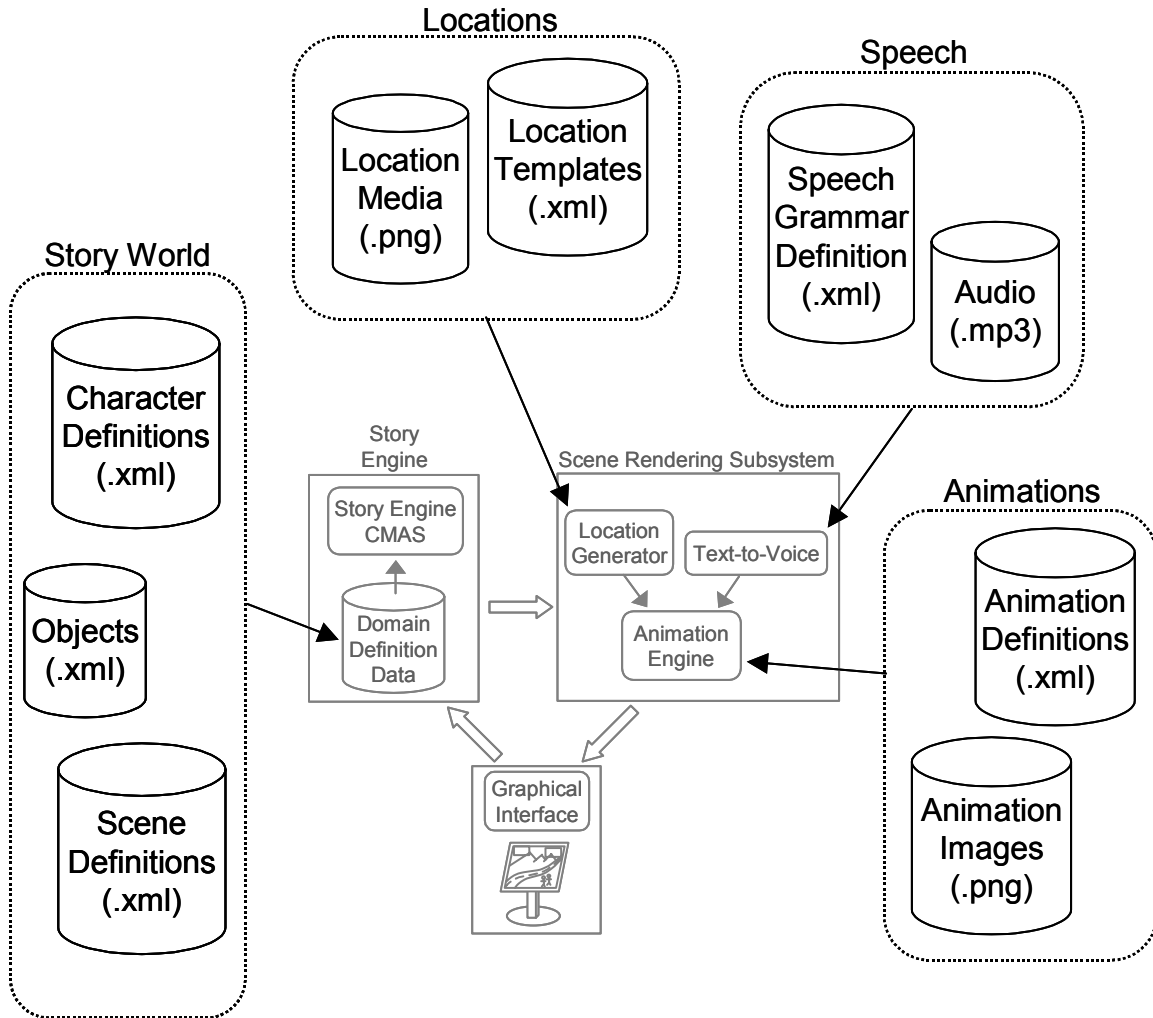 Locations
Location
Media
(.png)
Location
Templates
(.xml)
Speech
Speech
Grammar
Definition
(.xml)
Audio
(.mp3)
Story World
Character
Definitions
(.xml)
Objects
(.xml)
Scene
Definitions
(.xml)
Story
Engine
Story Engine
CMAS
Domain
Definition
Data
Scene Rendering Subsystem
Location
Generator
Text-to-Voice
Animation
Engine
Graphical
Interface
Animations
Animation
Definitions
(.xml)
Animation
Images
(.png)